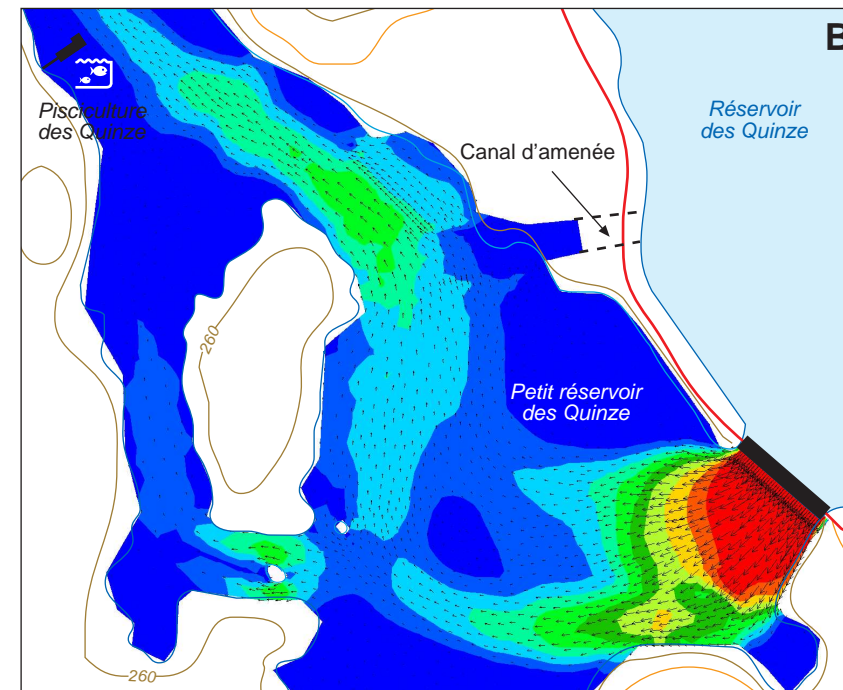 B
Pisciculture
des Quinze
Réservoir
des Quinze
Canal d'amenée
260
Petit réservoir
des Quinze
260